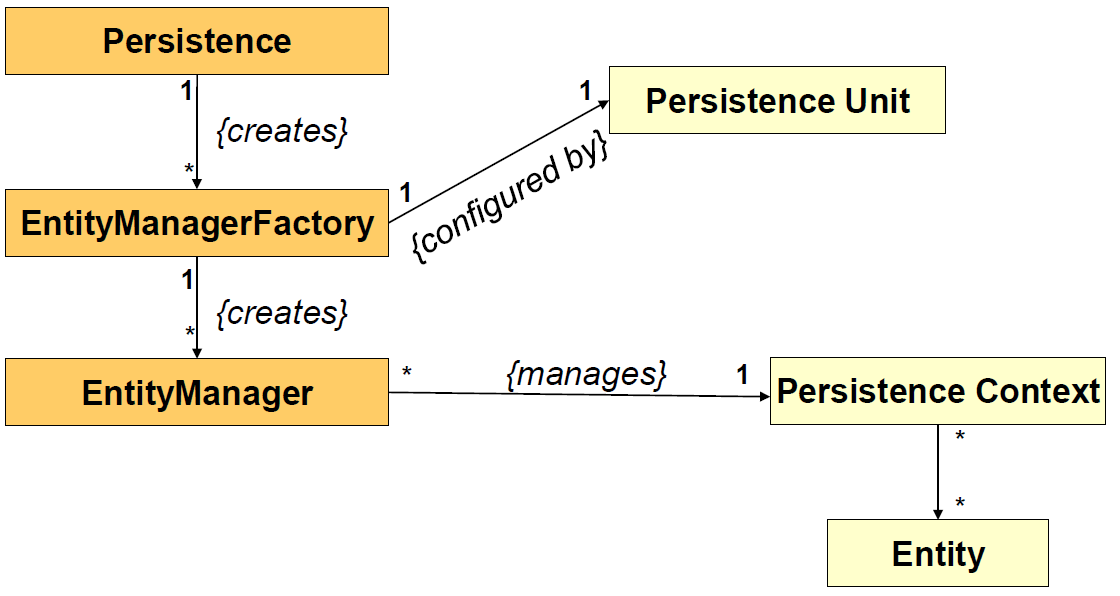 Persistence
1
{creates}
*
1
Persistence Unit
1
{configured by}
EntityManagerFactory
1
{creates}
*
EntityManager
*
{manages}
1
Persistence Context
*
*
Entity